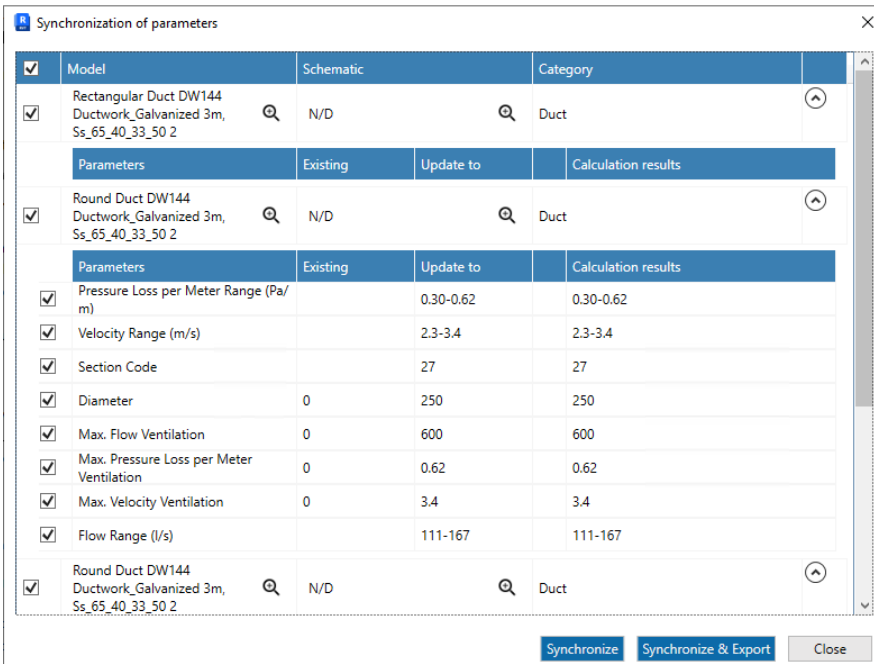 Synchronization of parameters
Model Schematic Category
Rectangular Duct DW144
Ductwork_Galvanized 3m,
Ss_65_40_33_50 2
N/D
Duct
Parameters Existing Update to Calculation results
Round Duct DW144
Ductwork_Galvanized 3m,
Ss_65_40_33_50 2
N/D
Duct
Parameters Existing Update to Calculation results
Pressure Loss per Meter Range (Pa/
m)
0.30-0.62 0.30-0.62
Velocity Range (m/s) 2.3-3.4 2.3-3.4
Section Code 27 27
Diameter 0 250 250
Max. Flow Ventilation 0 600 600
Max. Pressure Loss per Meter
Ventilation
0 0.62 0.62
Max. Velocity Ventilation 0 3.4 3.4
Flow Range (l/s) 111-167 111-167
Round Duct DW144
Ductwork_Galvanized 3m,
Ss_65_40_33_50 2
N/D
Duct
Synchronize Synchronize & Export Close